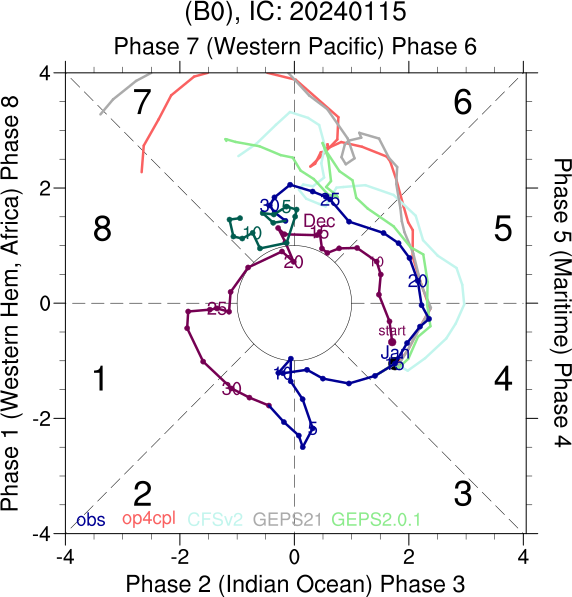 (B0), IC: 20240115
Phase 7 (Western Pacific) Phase 6
Phase 1 (Western Hem, Africa) Phase 8
Phase 5 (Maritime) Phase 4
4
2
0
-2
-4
7
6
8
5
1
4
2
3
30
5
25
Dec
15
10
10
20
20
25
start
Jan
15
10
30
5
obs
op4cpl
CFSv2
GEPS21
GEPS2.0.1
-4
-2
0
2
4
Phase 2 (Indian Ocean) Phase 3